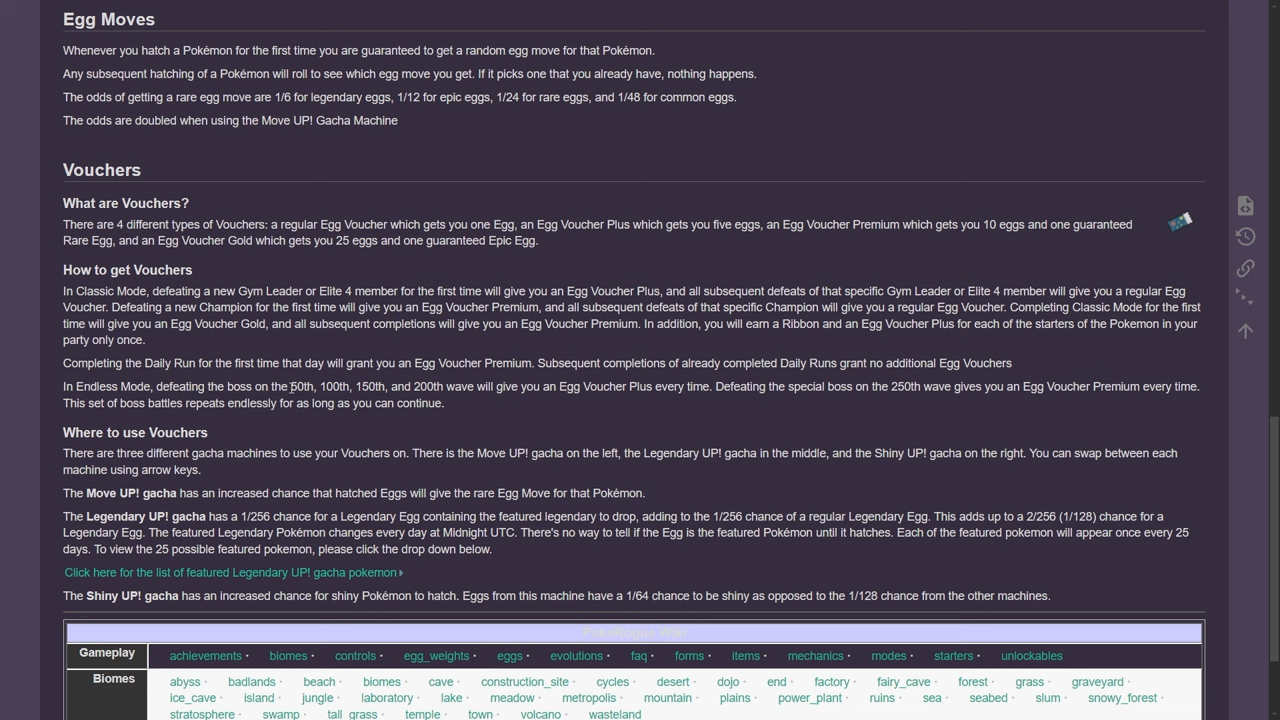 Egg Moves
Whenever you hatch a Pokémon for the first time you are guaranteed to get a random egg move for that Pokémon.
Any subsequent hatching of a Pokémon will roll to see which egg move you get. If it picks one that you already have, nothing happens.
The odds of getting a rare egg move are 1/6 for legendary eggs, 1/12 for epic eggs, 1/24 for rare eggs, and 1/48 for common eggs.
The odds are doubled when using the Move UP! Gacha Machine
Vouchers
What are Vouchers?
There are 4 different types of Vouchers: a regular Egg Voucher which gets you one Egg, an Egg Voucher Plus which gets you five eggs, an Egg Voucher Premium which gets you 10 eggs and one guaranteed
Rare Egg, and an Egg Voucher Gold which gets you 25 eggs and one guaranteed Epic Egg.
How to get Vouchers
In Classic Mode, defeating a new Gym Leader or Elite 4 member for the first time will give you an Egg Voucher Plus, and all subsequent defeats of that specific Gym Leader or Elite 4 member will give you a regular Egg
Voucher. Defeating a new Champion for the first time will give you an Egg Voucher Premium, and all subsequent defeats of that specific Champion will give you a regular Egg Voucher. Completing Classic Mode for the first
time will give you an Egg Voucher Gold, and all subsequent completions will give you an Egg Voucher Premium. In addition, you will earn a Ribbon and an Egg Voucher Plus for each of the starters of the Pokemon in your
party only once.
Completing the Daily Run for the first time that day will grant you an Egg Voucher Premium. Subsequent completions of already completed Daily Runs grant no additional Egg Vouchers
In Endless Mode, defeating the boss on the 50th, 100th, 150th, and 200th wave will give you an Egg Voucher Plus every time. Defeating the special boss on the 250th wave gives you an Egg Voucher Premium every time.
This set of boss battles repeats endlessly for as long as you can continue.
Where to use Vouchers
There are three different gacha machines to use your Vouchers on. There is the Move UP! gacha on the left, the Legendary UP! gacha in the middle, and the Shiny UP! gacha on the right. You can swap between each
machine using arrow keys.
The Move UP! gacha has an increased chance that hatched Eggs will give the rare Egg Move for that Pokémon.
The Legendary UP! gacha has a 1/256 chance for a Legendary Egg containing the featured legendary to drop, adding to the 1/256 chance of a regular Legendary Egg. This adds up to a 2/256 (1/128) chance for a
Legendary Egg. The featured Legendary Pokémon changes every day at Midnight UTC. There's no way to tell if the Egg is the featured Pokémon until it hatches. Each of the featured pokemon will appear once every 25
days. To view the 25 possible featured pokemon, please click the drop down below.
Click here for the list of featured Legendary UP! gacha pokemon
The Shiny UP! gacha has an increased chance for shiny Pokémon to hatch. Eggs from this machine have a 1/64 chance to be shiny as opposed to the 1/128 chance from the other machines.
PokéRogue Wiki
Gameplay achievements • biomes • controls • egg_weights • eggs • evolutions • faq • forms • items • mechanics • modes • starters • unlockables
Biomes abyss • badlands • beach • biomes • cave • construction_site • cycles • desert • dojo • end • factory • fairy_cave • forest • grass • graveyard •
ice_cave • island • jungle • laboratory • lake • meadow • metropolis • mountain • plains • power_plant • ruins • sea • seabed • slum • snowy_forest •
stratosphere • swamp • tall_grass • temple • town • volcano • wasteland